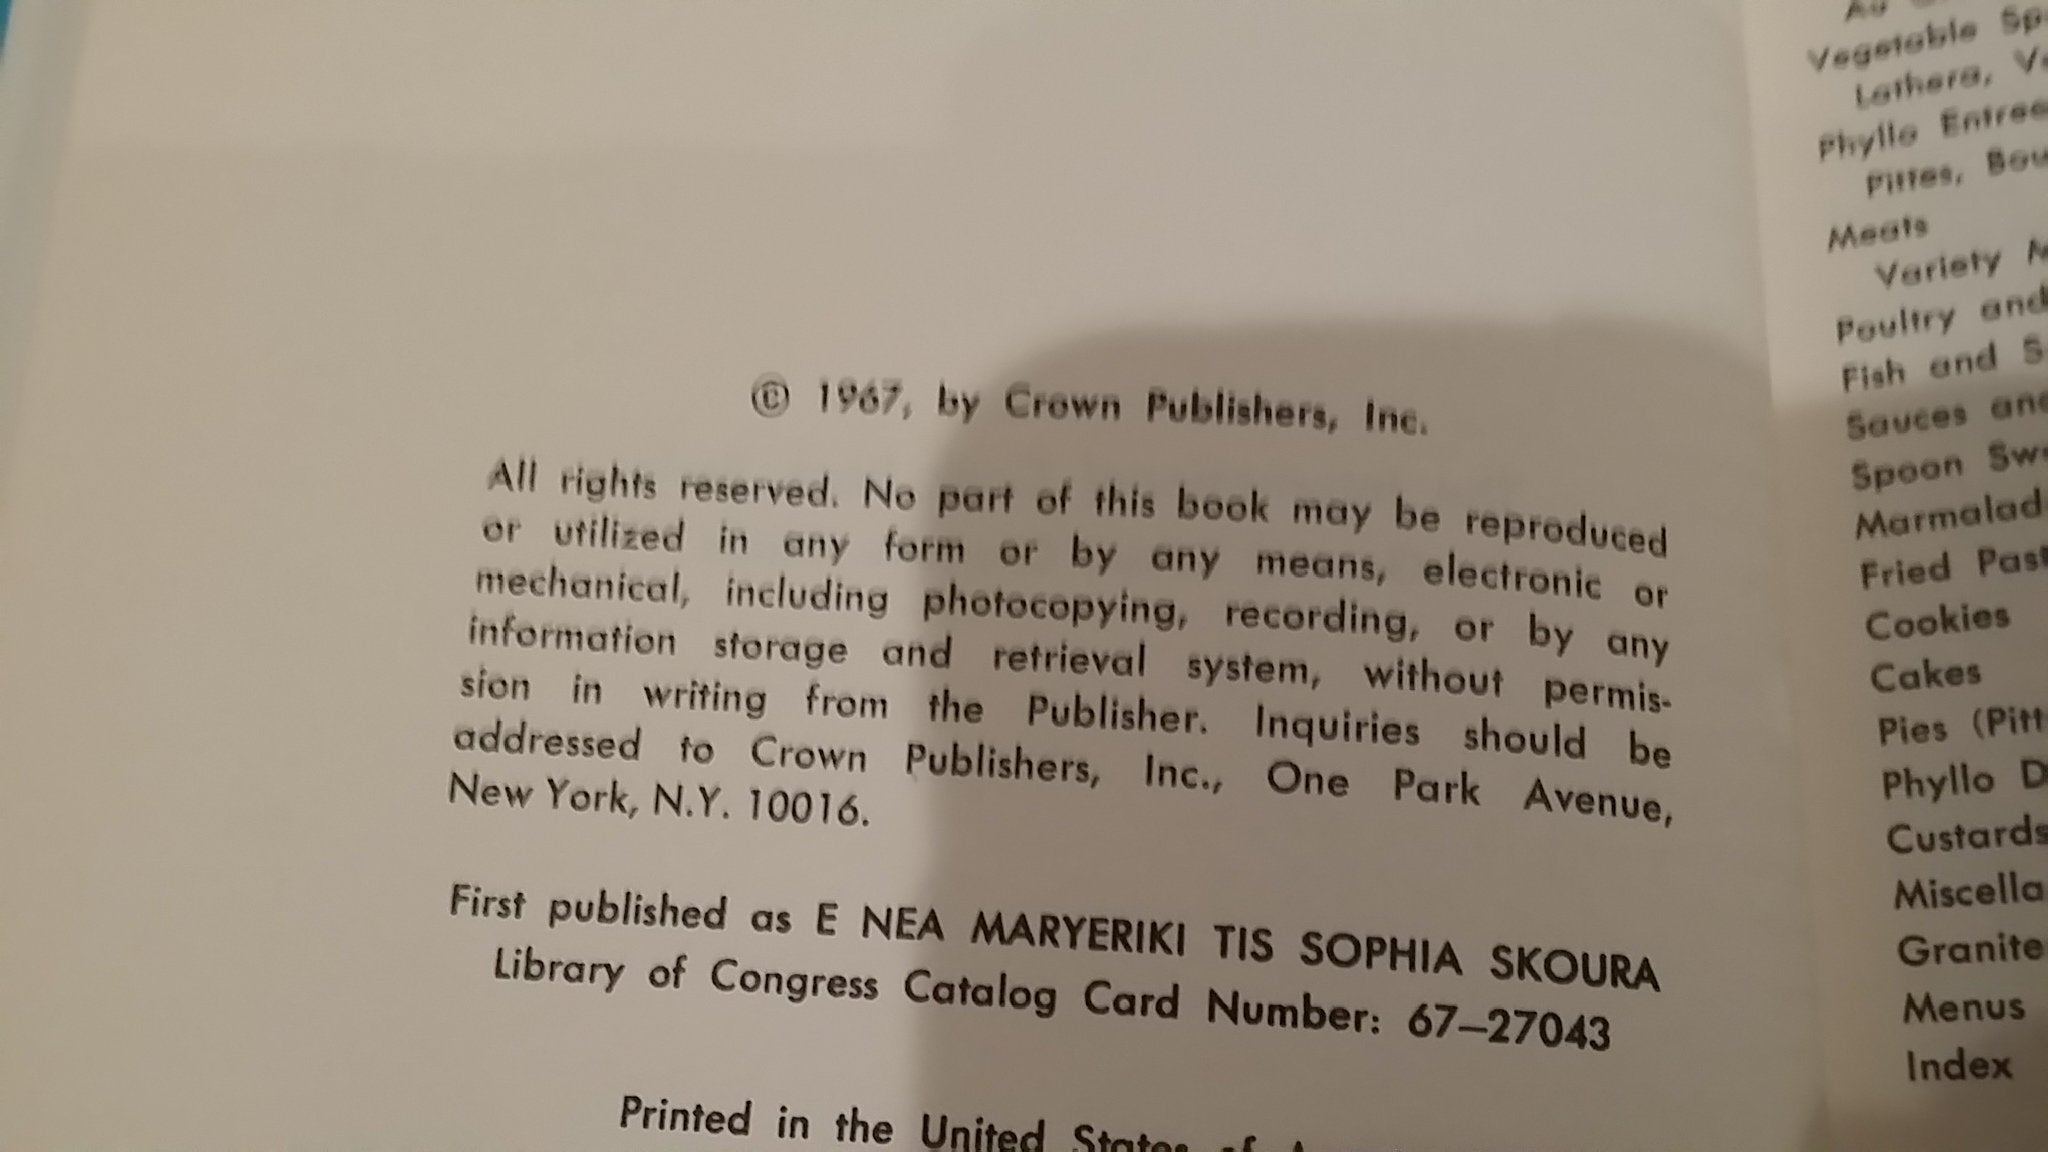 © 1967, by Crown Publishers, Inc.
All rights reserved. No part of this book may be reproduced
or utilized in any form or by any means, electronic or
mechanical, including photocopying, recording, or by any
information storage and retrieval system, without permis-
sion in writing from the Publisher. Inquiries should be
addressed to Crown Publishers, Inc., One Park Avenue,
New York, N.Y. 10016.
First published as E NEA MARYERIKI TIS SOPHIA SKOURA
Library of Congress Catalog Card Number: 67–27043
Printed in the United States of
Vegetable
Lathera,
Phyllo
Pittes,
Meats
Variety
Poultry and
Fish and
Sauces
Spoon
Fried
Cookies
Cakes
Pies
Phyllo
Custards
Menus
Index